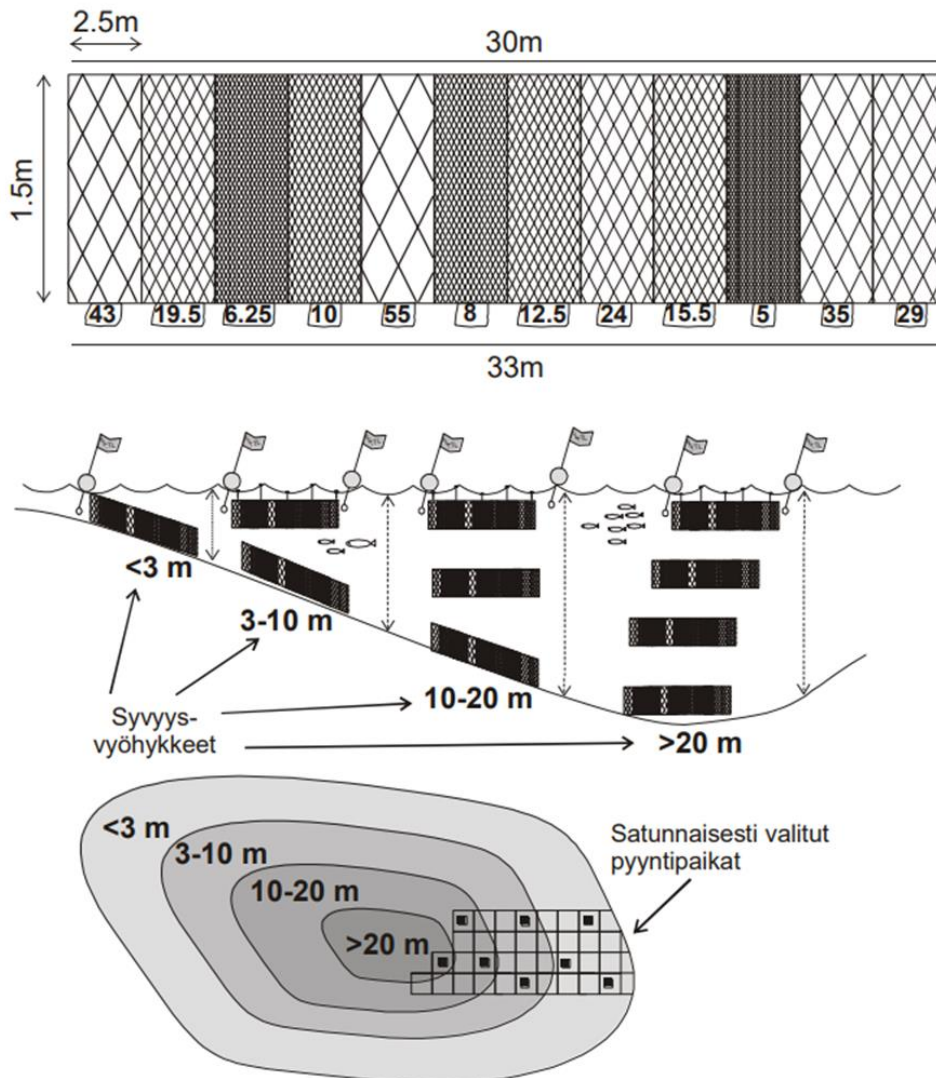 2.5m
30m
1.5m
43 19.5 6.25 10 55 8 12.5 24 15.5 5 35 29
33m
<3 m
3-10 m
10-20 m
>20 m
Syvyys-
vyöhykkeet
<3 m
3-10 m
10-20 m
>20 m
Satunnaisesti valitut
pyyntipaikat